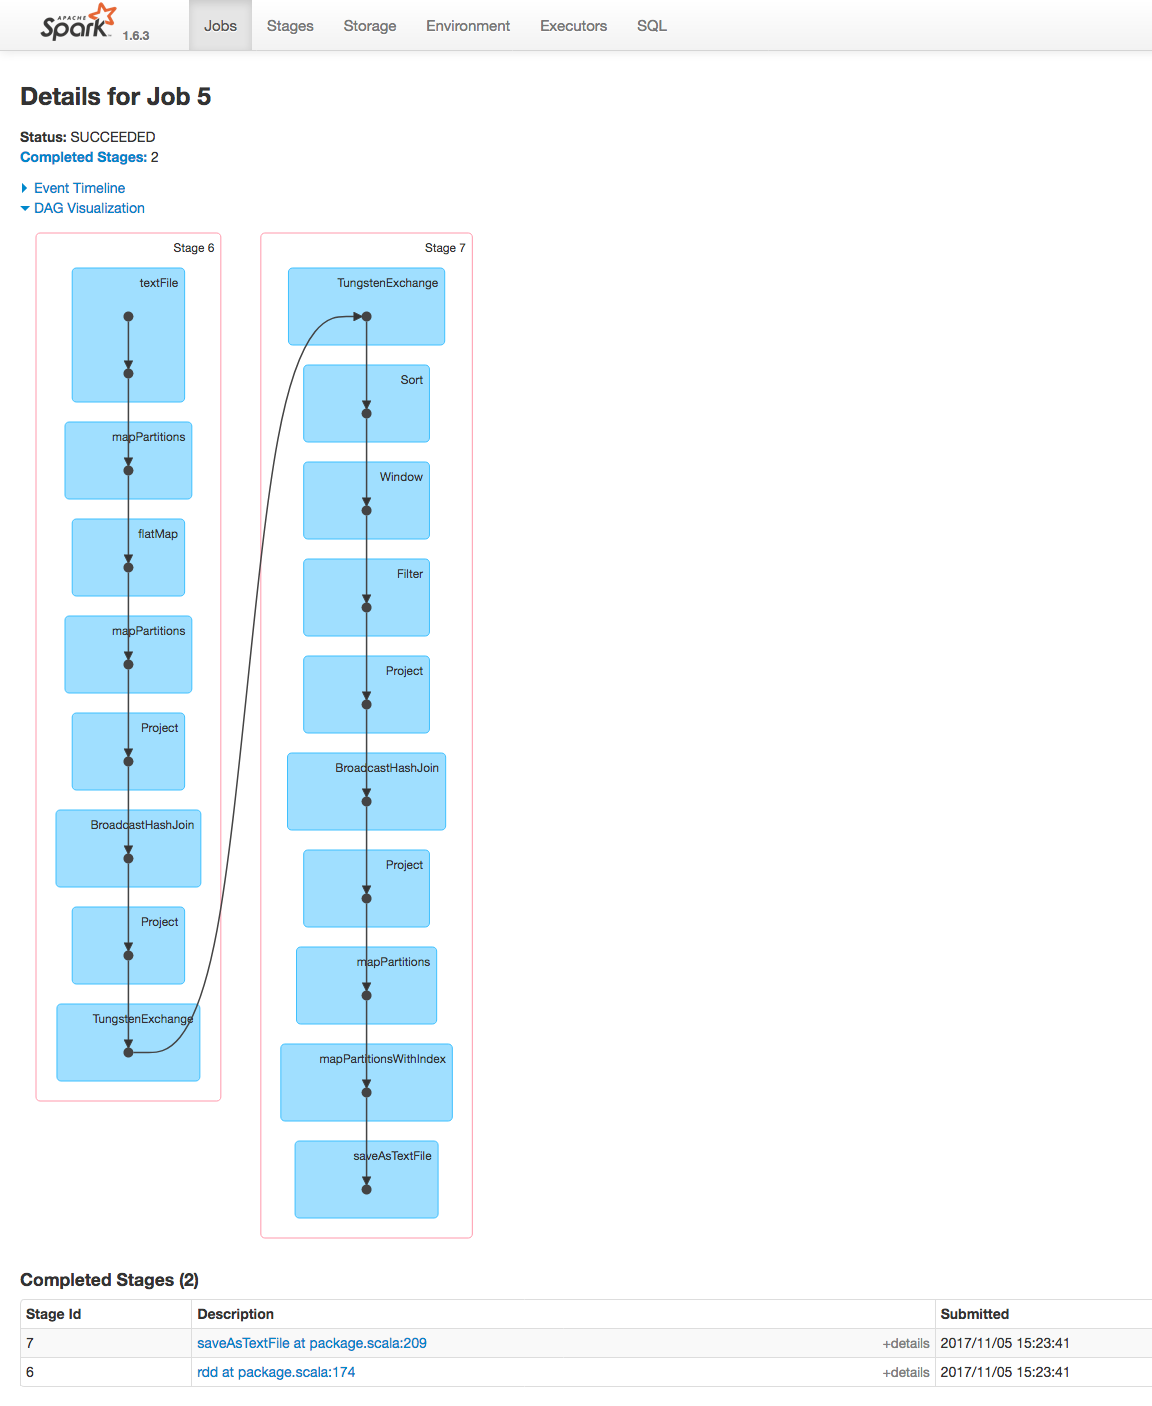 APACHE
Spark 1.6.3
Jobs Stages Storage Environment Executors SQL
Details for Job 5
Status: SUCCEEDED
Completed Stages: 2
Event Timeline
DAG Visualization
Stage 6
textFile
mapPartitions
flatMap
mapPartitions
Project
BroadcastHashJoin
Project
TungstenExchange
Stage 7
TungstenExchange
Sort
Window
Filter
Project
BroadcastHashJoin
Project
mapPartitions
mapPartitionsWithIndex
saveAsTextFile
Completed Stages (2)
Stage Id Description Submitted
7 saveAsTextFile at package.scala:209 +details 2017/11/05 15:23:41
6 rdd at package.scala:174 +details 2017/11/05 15:23:41